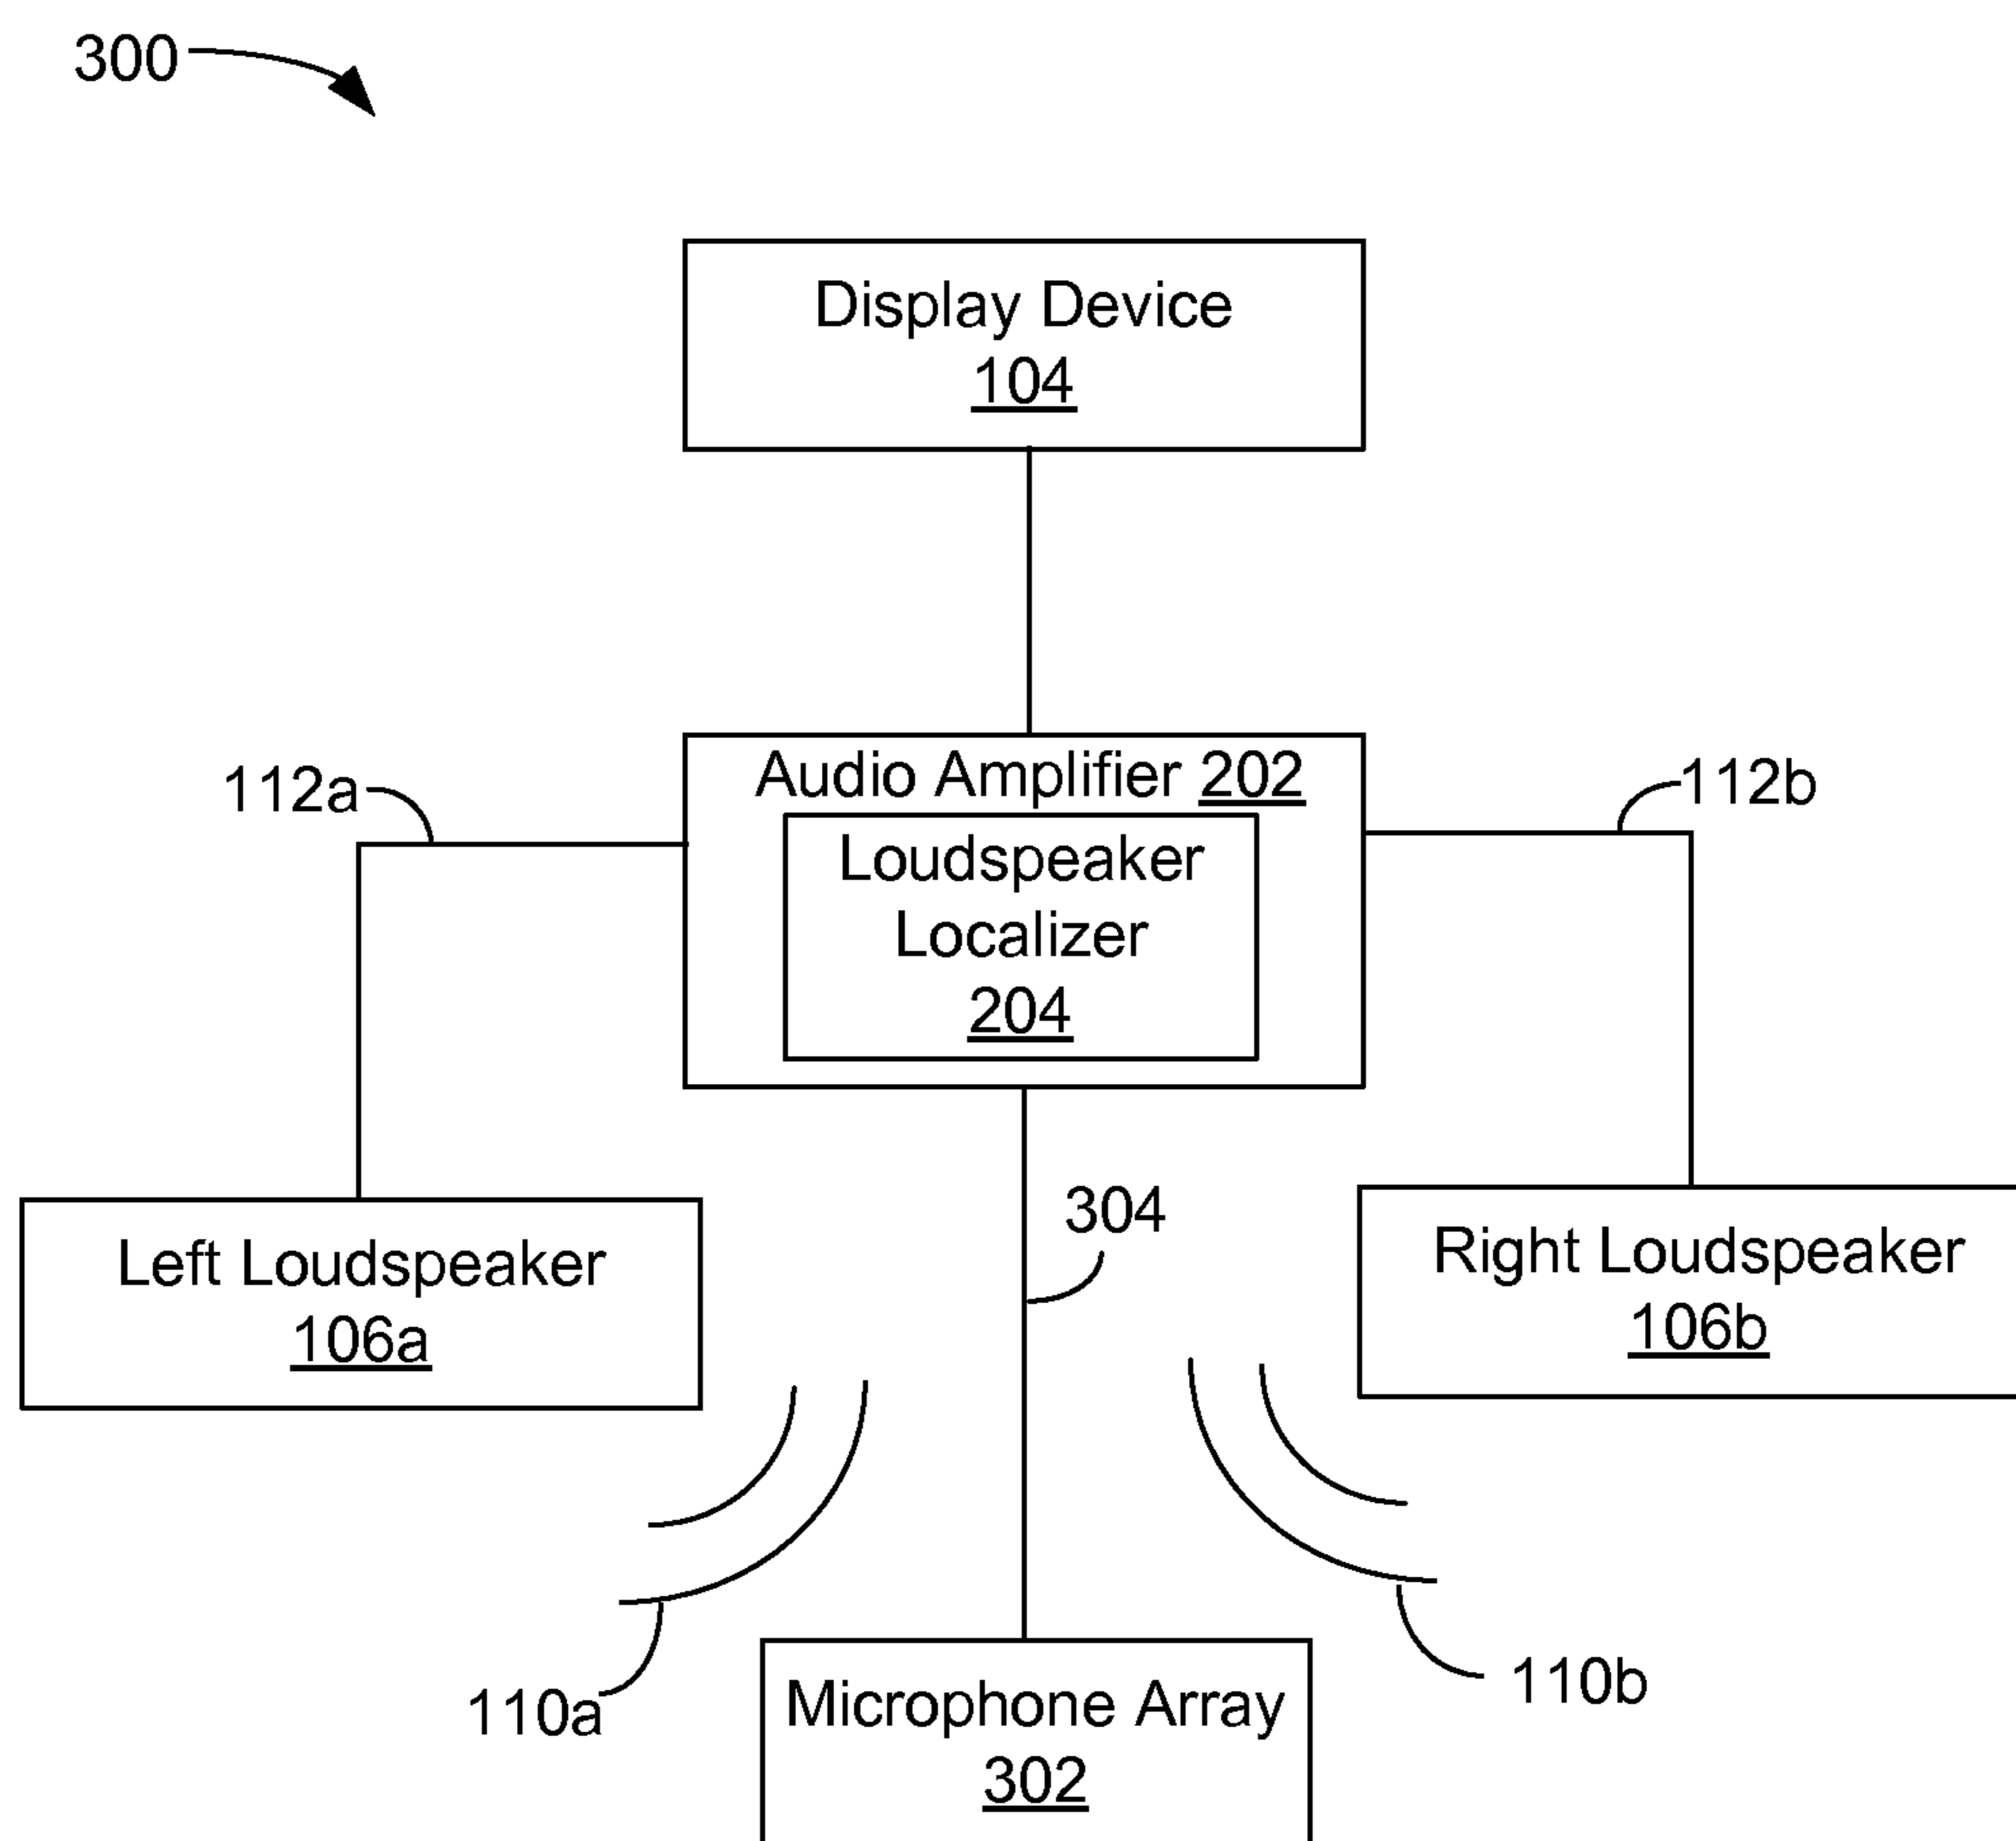 300
Display Device
104
Audio Amplifier 202
112a
112b
Loudspeaker
Localizer
204
304
Left Loudspeaker
106a
Right Loudspeaker
106b
110a
110b
Microphone Array
302